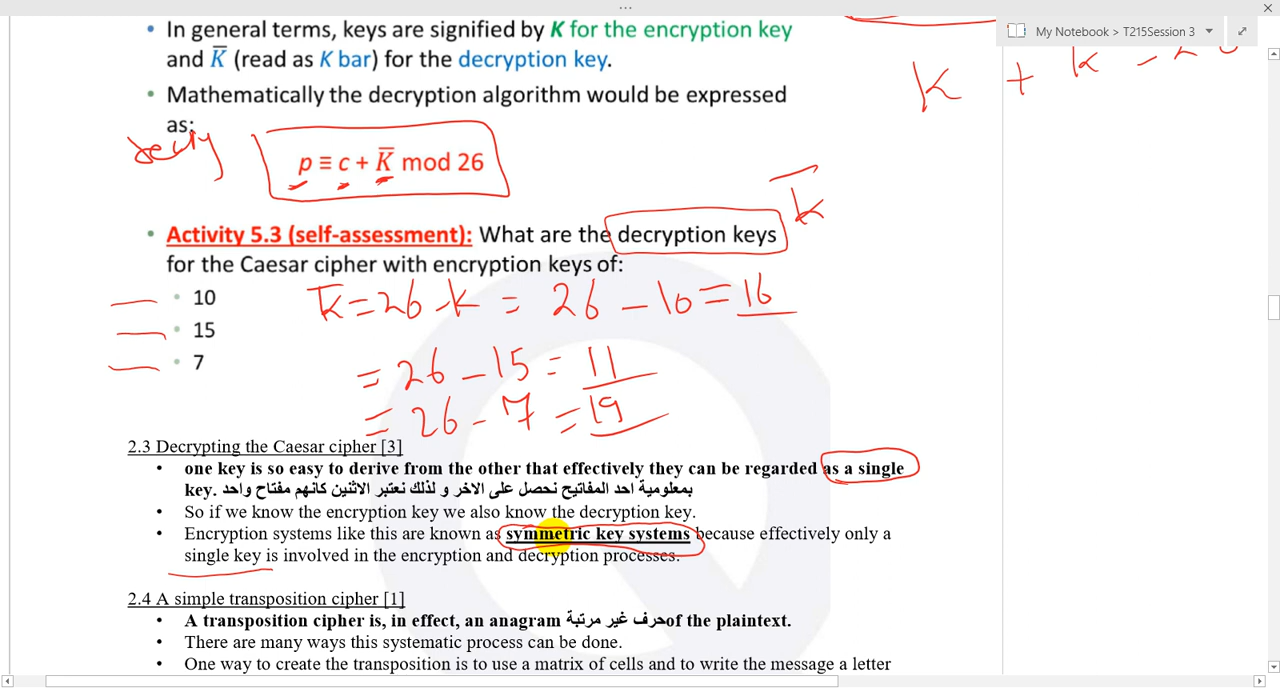 My Notebook > T215Session 3
• In general terms, keys are signified by K for the encryption key
and K̅ (read as K bar) for the decryption key.
K + k
• Mathematically the decryption algorithm would be expressed
as:
p ≡ c + K̅ mod 26
k̅
• Activity 5.3 (self-assessment): What are the decryption keys
for the Caesar cipher with encryption keys of:
• 10
k̅ = 26 - k = 26 - 10 = 16
• 15
= 26 - 15 = 11
• 7
= 26 - 7 = 19
2.3 Decrypting the Caesar cipher [3]
• one key is so easy to derive from the other that effectively they can be regarded as a single
key. بمعلومية احد المفاتيح نحصل على الاخر و لذلك نعتبر الاثنين كانهم مفتاح واحد
• So if we know the encryption key we also know the decryption key.
• Encryption systems like this are known as symmetric key systems because effectively only a
single key is involved in the encryption and decryption processes.
2.4 A simple transposition cipher [1]
• A transposition cipher is, in effect, an anagram حرف غير مرتبة of the plaintext.
• There are many ways this systematic process can be done.
• One way to create the transposition is to use a matrix of cells and to write the message a letter